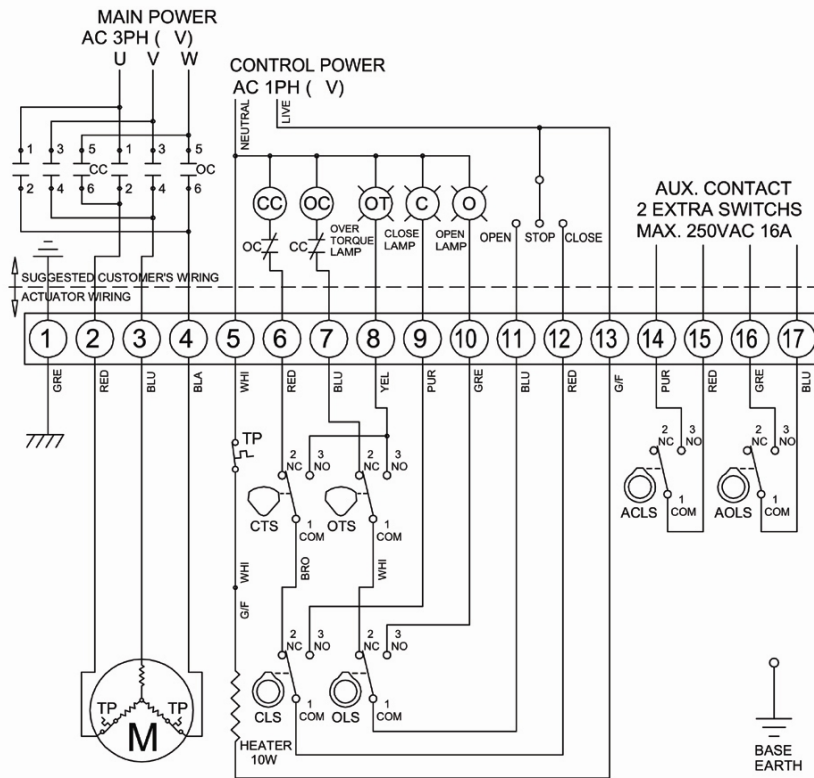 MAIN POWER
AC 3PH ( V)
U V W
CONTROL POWER
AC 1PH ( V)
NEUTRAL
LIVE
1 3 5 1 3 5
CC OC
2 4 6 2 4 6
CC OC OT C O
OC CC
OVER
TORQUE
LAMP
CLOSE
LAMP
OPEN
LAMP
OPEN STOP CLOSE
AUX. CONTACT
2 EXTRA SWITCHS
MAX. 250VAC 16A
SUGGESTED CUSTOMER'S WIRING
ACTUATOR WIRING
1 2 3 4 5 6 7 8 9 10 11 12 13 14 15 16 17
GRE RED BLU BLA WHI RED BLU YEL PUR GRE BLU RED G/F PUR RED GRE BLU
TP
2 3 2 3
NC NO NC NO
CTS OTS
1 1
COM COM
2 3 2 3
NC NO NC NO
ACLS AOLS
1 1
COM COM
BRO WHI
WHI
G/F
2 3 2 3
NC NO NC NO
CLS OLS
1 1
COM COM
TP TP
M
HEATER
10W
BASE
EARTH